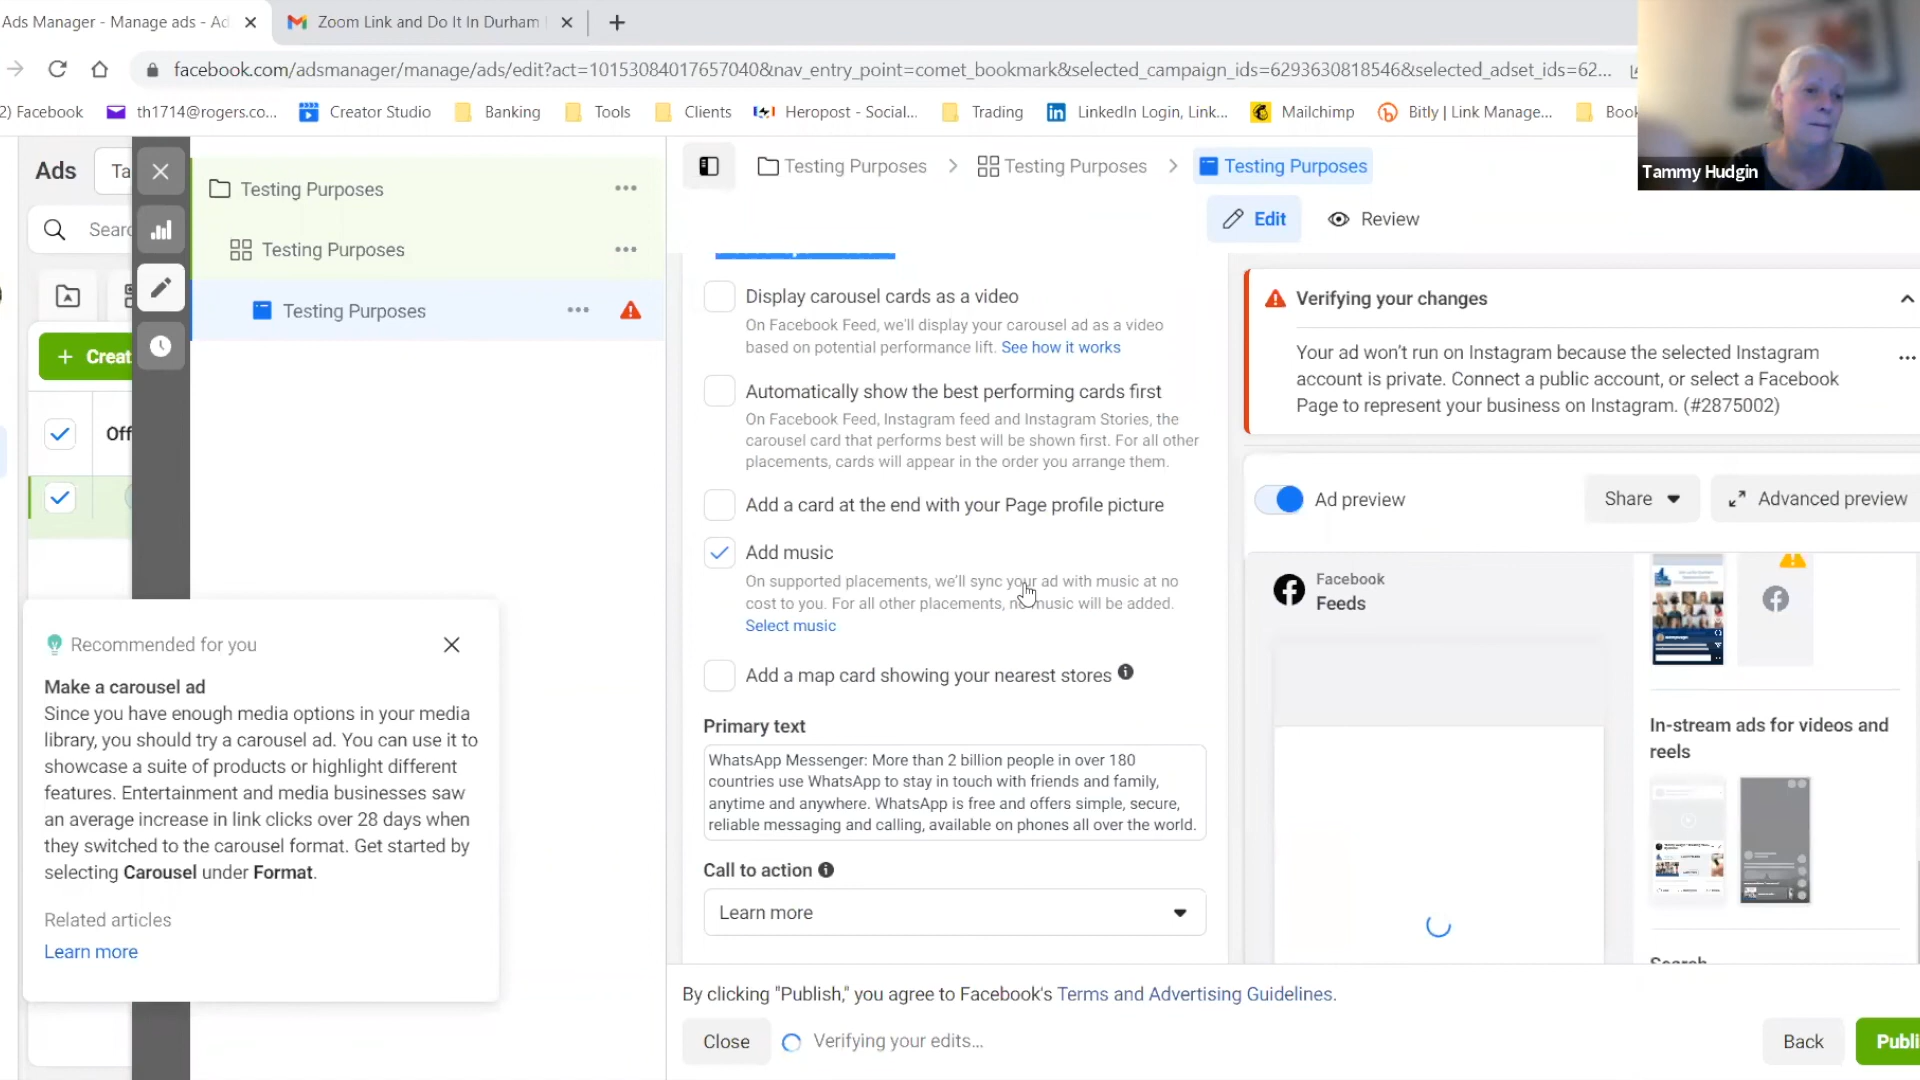 Ads Manager - Manage ads - Ad
Zoom Link and Do It In Durham
facebook.com/adsmanager/manage/ads/edit?act=10153084017657040&nav_entry_point=comet_bookmark&selected_campaign_ids=6293630818546&selected_adset_ids=62...
2) Facebook
th1714@rogers.co...
Creator Studio
Banking
Tools
Clients
Heropost - Social...
Trading
LinkedIn Login, Link...
Mailchimp
Bitly | Link Manage...
Book
Tammy Hudgin
Ads
Ta
Sear
Creat
Off
Testing Purposes
Testing Purposes
Testing Purposes
Testing Purposes
Testing Purposes
Testing Purposes
Edit
Review
Display carousel cards as a video
On Facebook Feed, we'll display your carousel ad as a video
based on potential performance lift. See how it works
Automatically show the best performing cards first
On Facebook Feed, Instagram feed and Instagram Stories, the
carousel card that performs best will be shown first. For all other
placements, cards will appear in the order you arrange them.
Add a card at the end with your Page profile picture
Add music
On supported placements, we'll sync your ad with music at no
cost to you. For all other placements, no music will be added.
Select music
Add a map card showing your nearest stores
Primary text
WhatsApp Messenger: More than 2 billion people in over 180
countries use WhatsApp to stay in touch with friends and family,
anytime and anywhere. WhatsApp is free and offers simple, secure,
reliable messaging and calling, available on phones all over the world.
Call to action
Learn more
Verifying your changes
Your ad won't run on Instagram because the selected Instagram
account is private. Connect a public account, or select a Facebook
Page to represent your business on Instagram. (#2875002)
Ad preview
Share
Advanced preview
Facebook
Feeds
In-stream ads for videos and
reels
Search
Recommended for you
Make a carousel ad
Since you have enough media options in your media
library, you should try a carousel ad. You can use it to
showcase a suite of products or highlight different
features. Entertainment and media businesses saw
an average increase in link clicks over 28 days when
they switched to the carousel format. Get started by
selecting Carousel under Format.
Related articles
Learn more
By clicking "Publish," you agree to Facebook's Terms and Advertising Guidelines.
Close
Verifying your edits...
Back
Publi